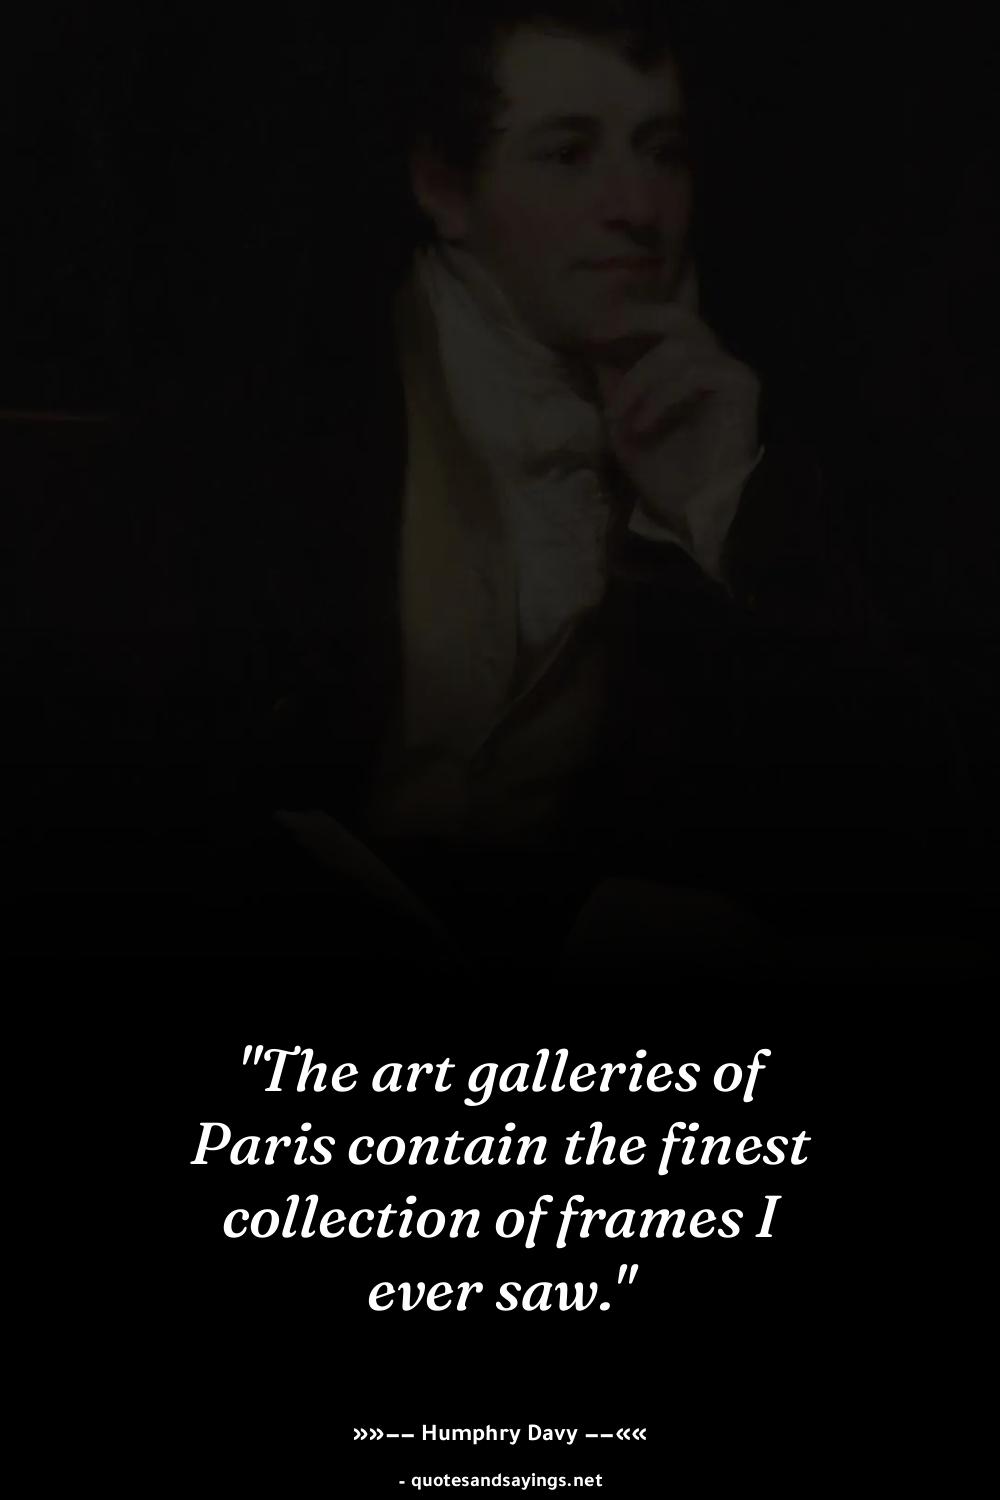 "The art galleries of
Paris contain the finest
collection of frames I
ever saw."
»»−− Humphry Davy −−««
- quotesandsayings.net